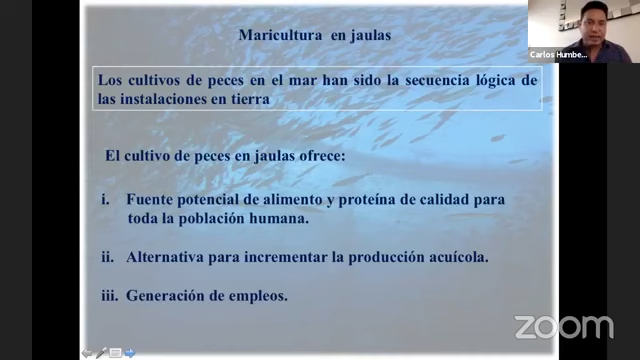 Maricultura en jaulas
Carlos Humbe...
Los cultivos de peces en el mar han sido la secuencia lógica de
las instalaciones en tierra
El cultivo de peces en jaulas ofrece:
i. Fuente potencial de alimento y proteína de calidad para
toda la población humana.
ii. Alternativa para incrementar la producción acuícola.
iii. Generación de empleos.
zoom